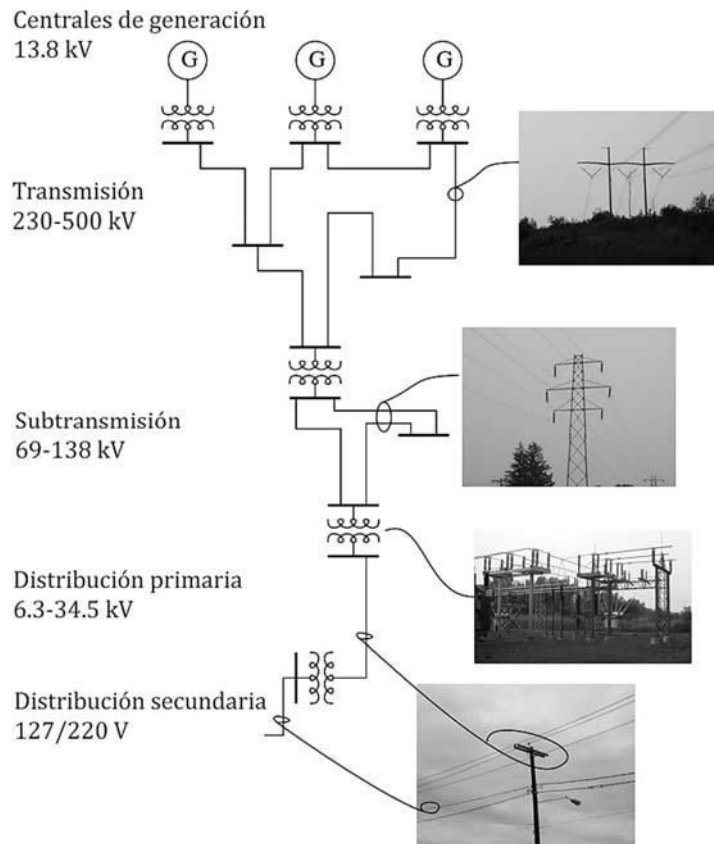 Centrales de generación
13.8 kV
G
G
G
Transmisión
230-500 kV
Subtransmisión
69-138 kV
Distribución primaria
6.3-34.5 kV
Distribución secundaria
127/220 V